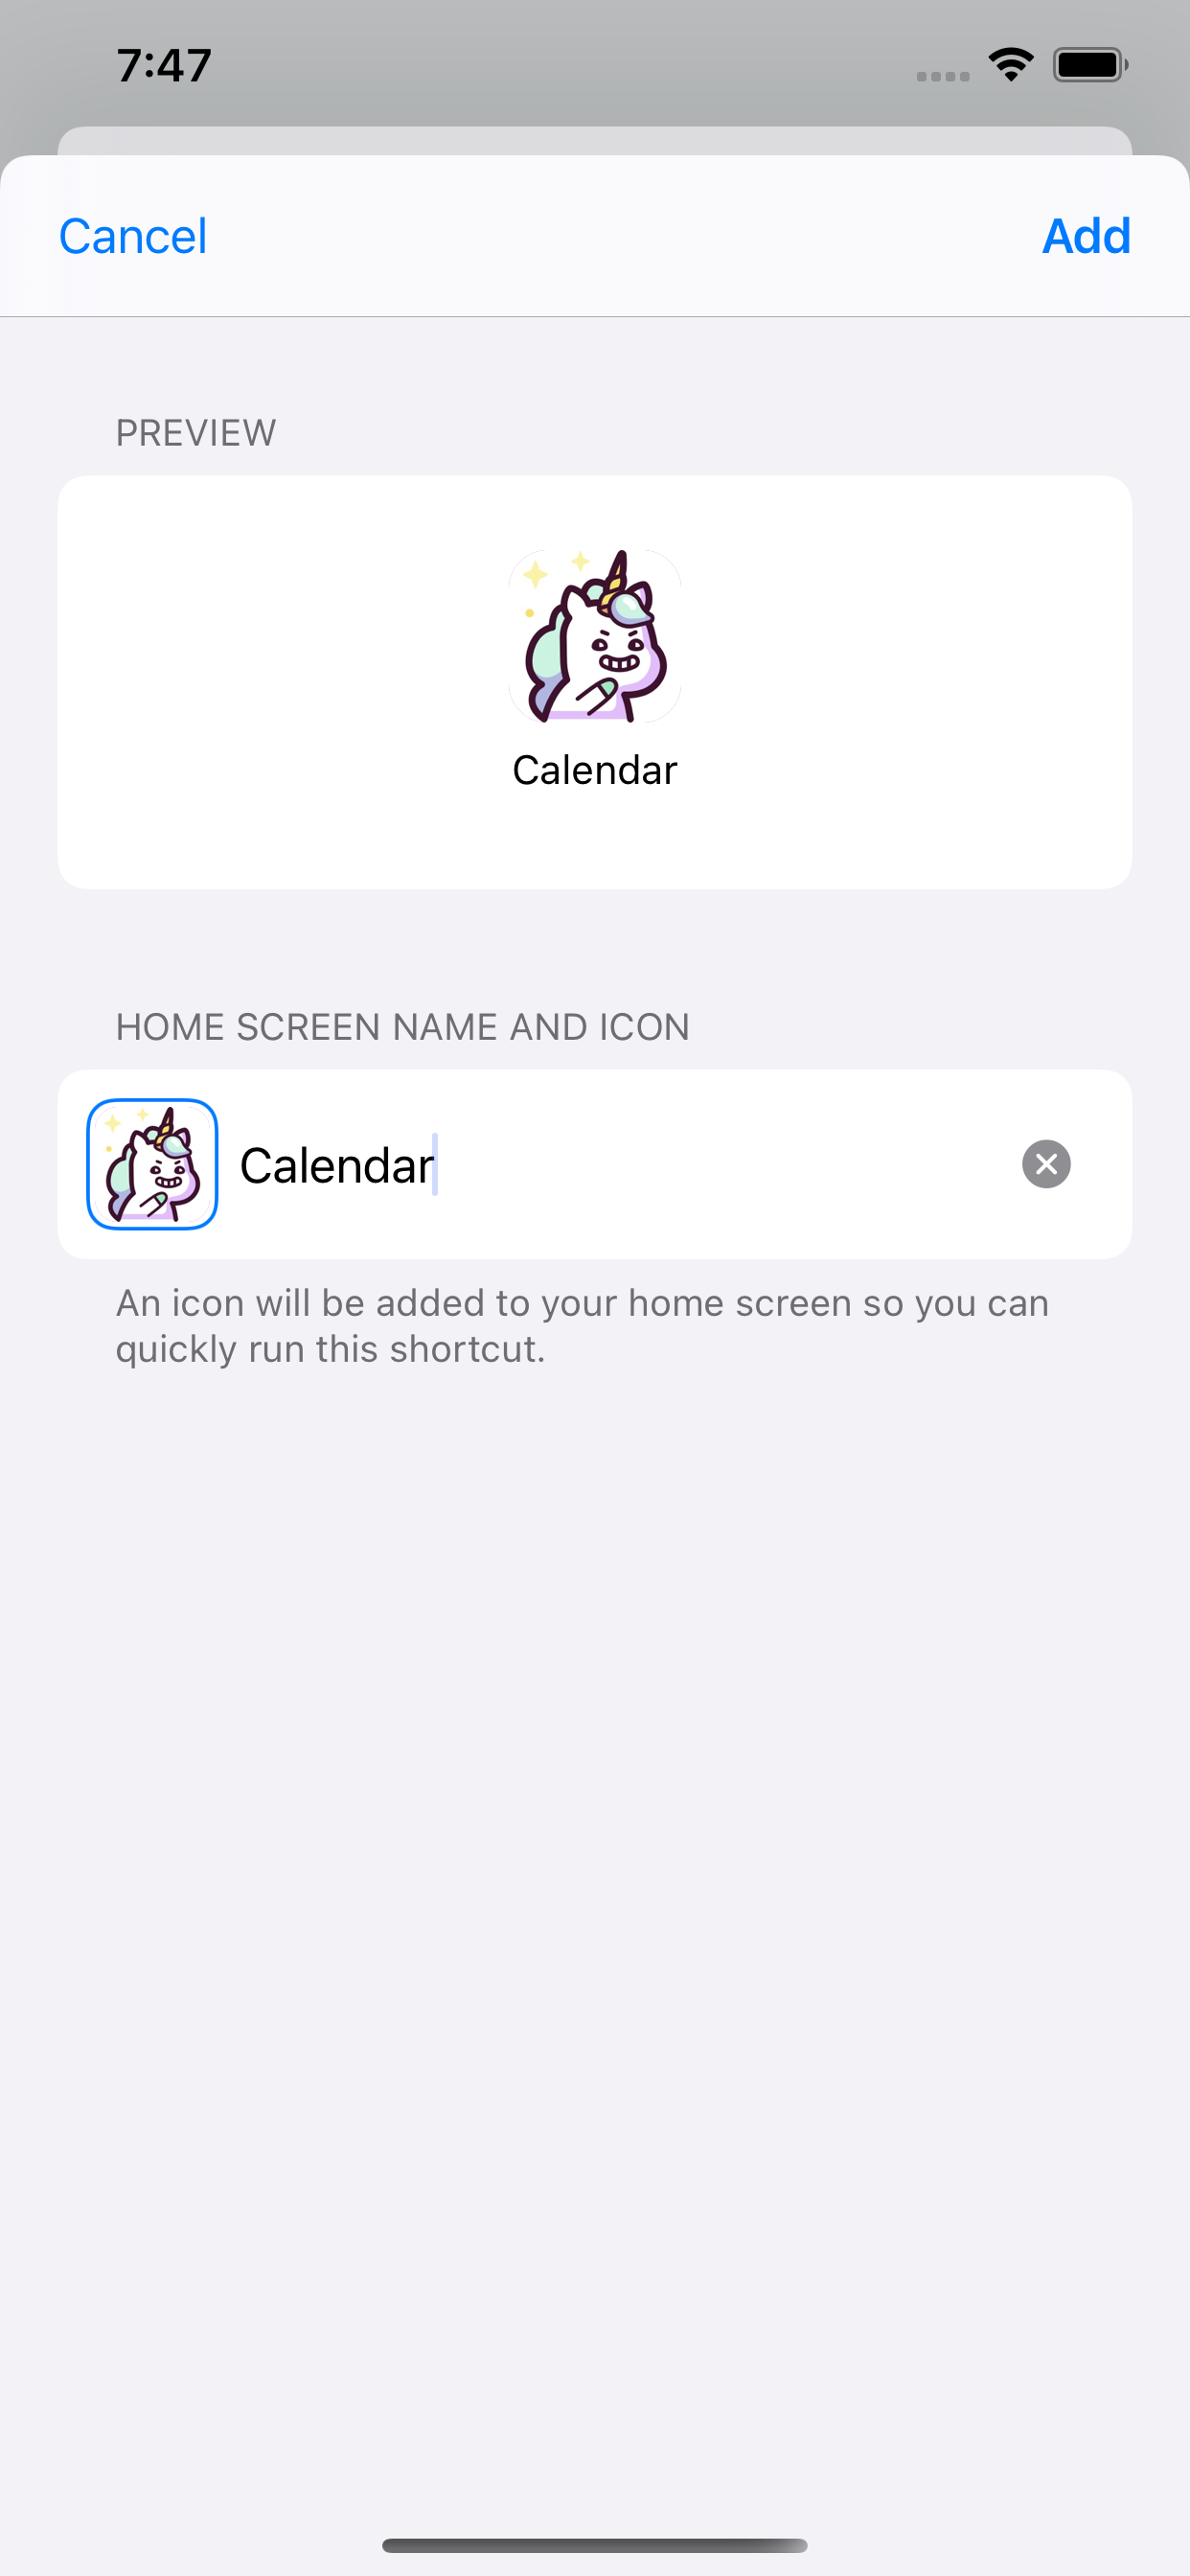 7:47
Cancel
Add
PREVIEW
Calendar
HOME SCREEN NAME AND ICON
Calendar
An icon will be added to your home screen so you can
quickly run this shortcut.